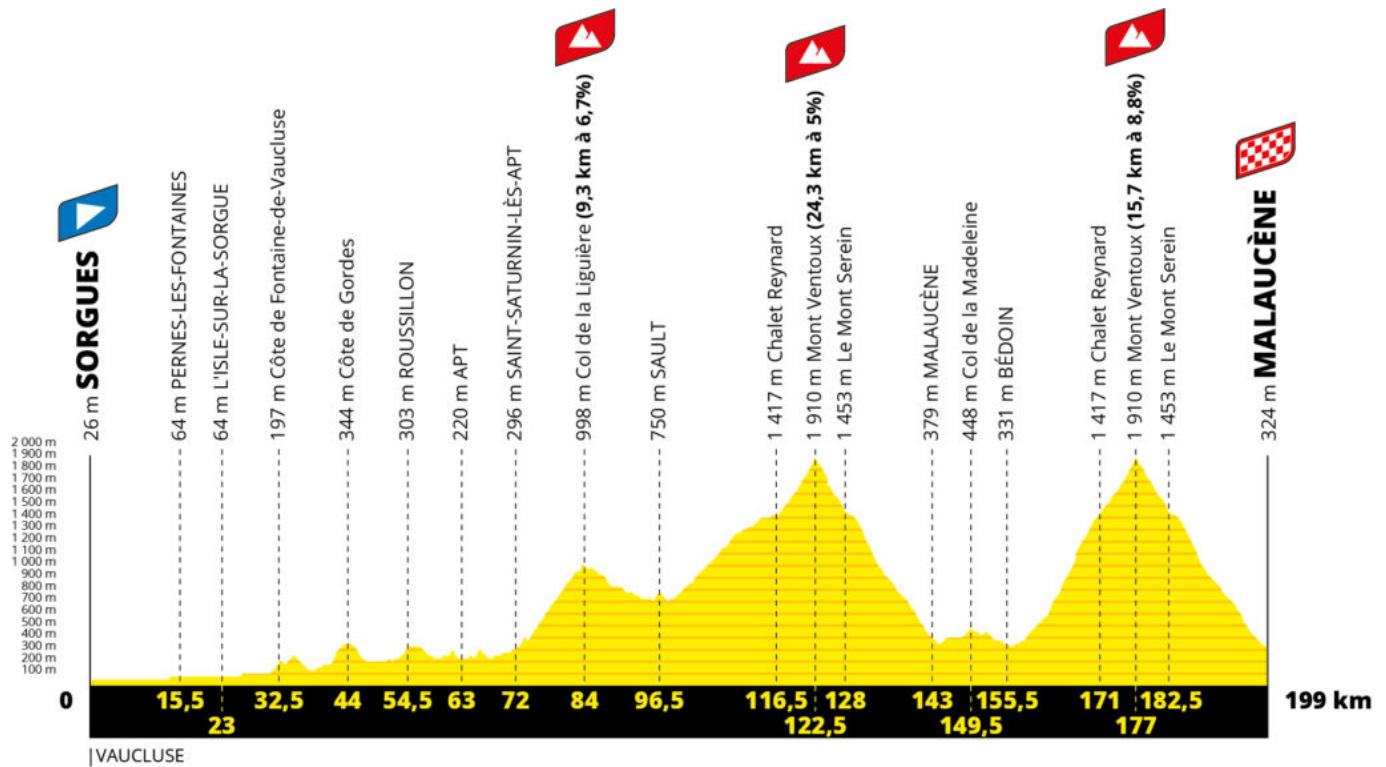 26 m SORGUES
64 m PERNES-LES-FONTAINES
64 m L'ISLE-SUR-LA-SORGUE
197 m Côte de Fontaine-de-Vaucluse
344 m Côte de Gordes
303 m ROUSSILLON
220 m APT
296 m SAINT-SATURNIN-LÈS-APT
998 m Col de la Liguière (9,3 km à 6,7%)
750 m SAULT
1 417 m Chalet Reynard
1 910 m Mont Ventoux (24,3 km à 5%)
1 453 m Le Mont Serein
379 m MALAUCÈNE
448 m Col de la Madeleine
331 m BÉDOIN
1 417 m Chalet Reynard
1 910 m Mont Ventoux (15,7 km à 8,8%)
1 453 m Le Mont Serein
324 m MALAUCÈNE
2 000 m
1 900 m
1 800 m
1 700 m
1 600 m
1 500 m
1 400 m
1 300 m
1 200 m
1 100 m
1 000 m
900 m
800 m
700 m
600 m
500 m
400 m
300 m
200 m
100 m
0 15,5 32,5 44 54,5 63 72 84 96,5 116,5 128 143 155,5 171 182,5 199 km
23 122,5 149,5 177
|VAUCLUSE